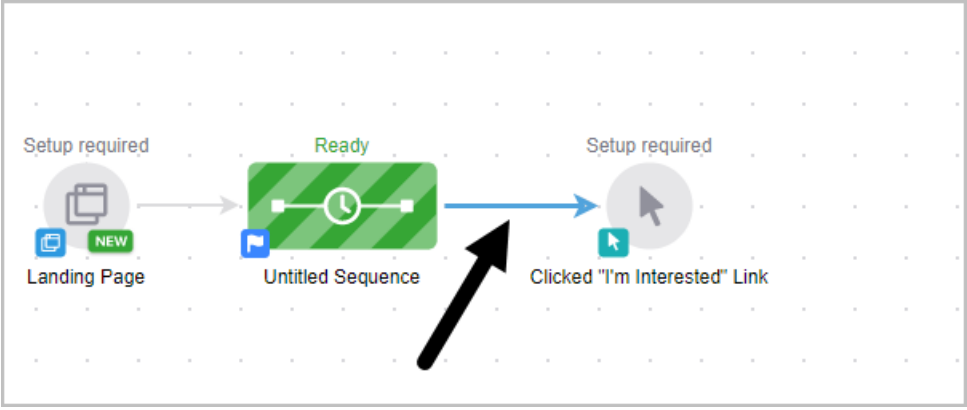 Setup required
Ready
Setup required
NEW
Landing Page
Untitled Sequence
Clicked "I'm Interested" Link